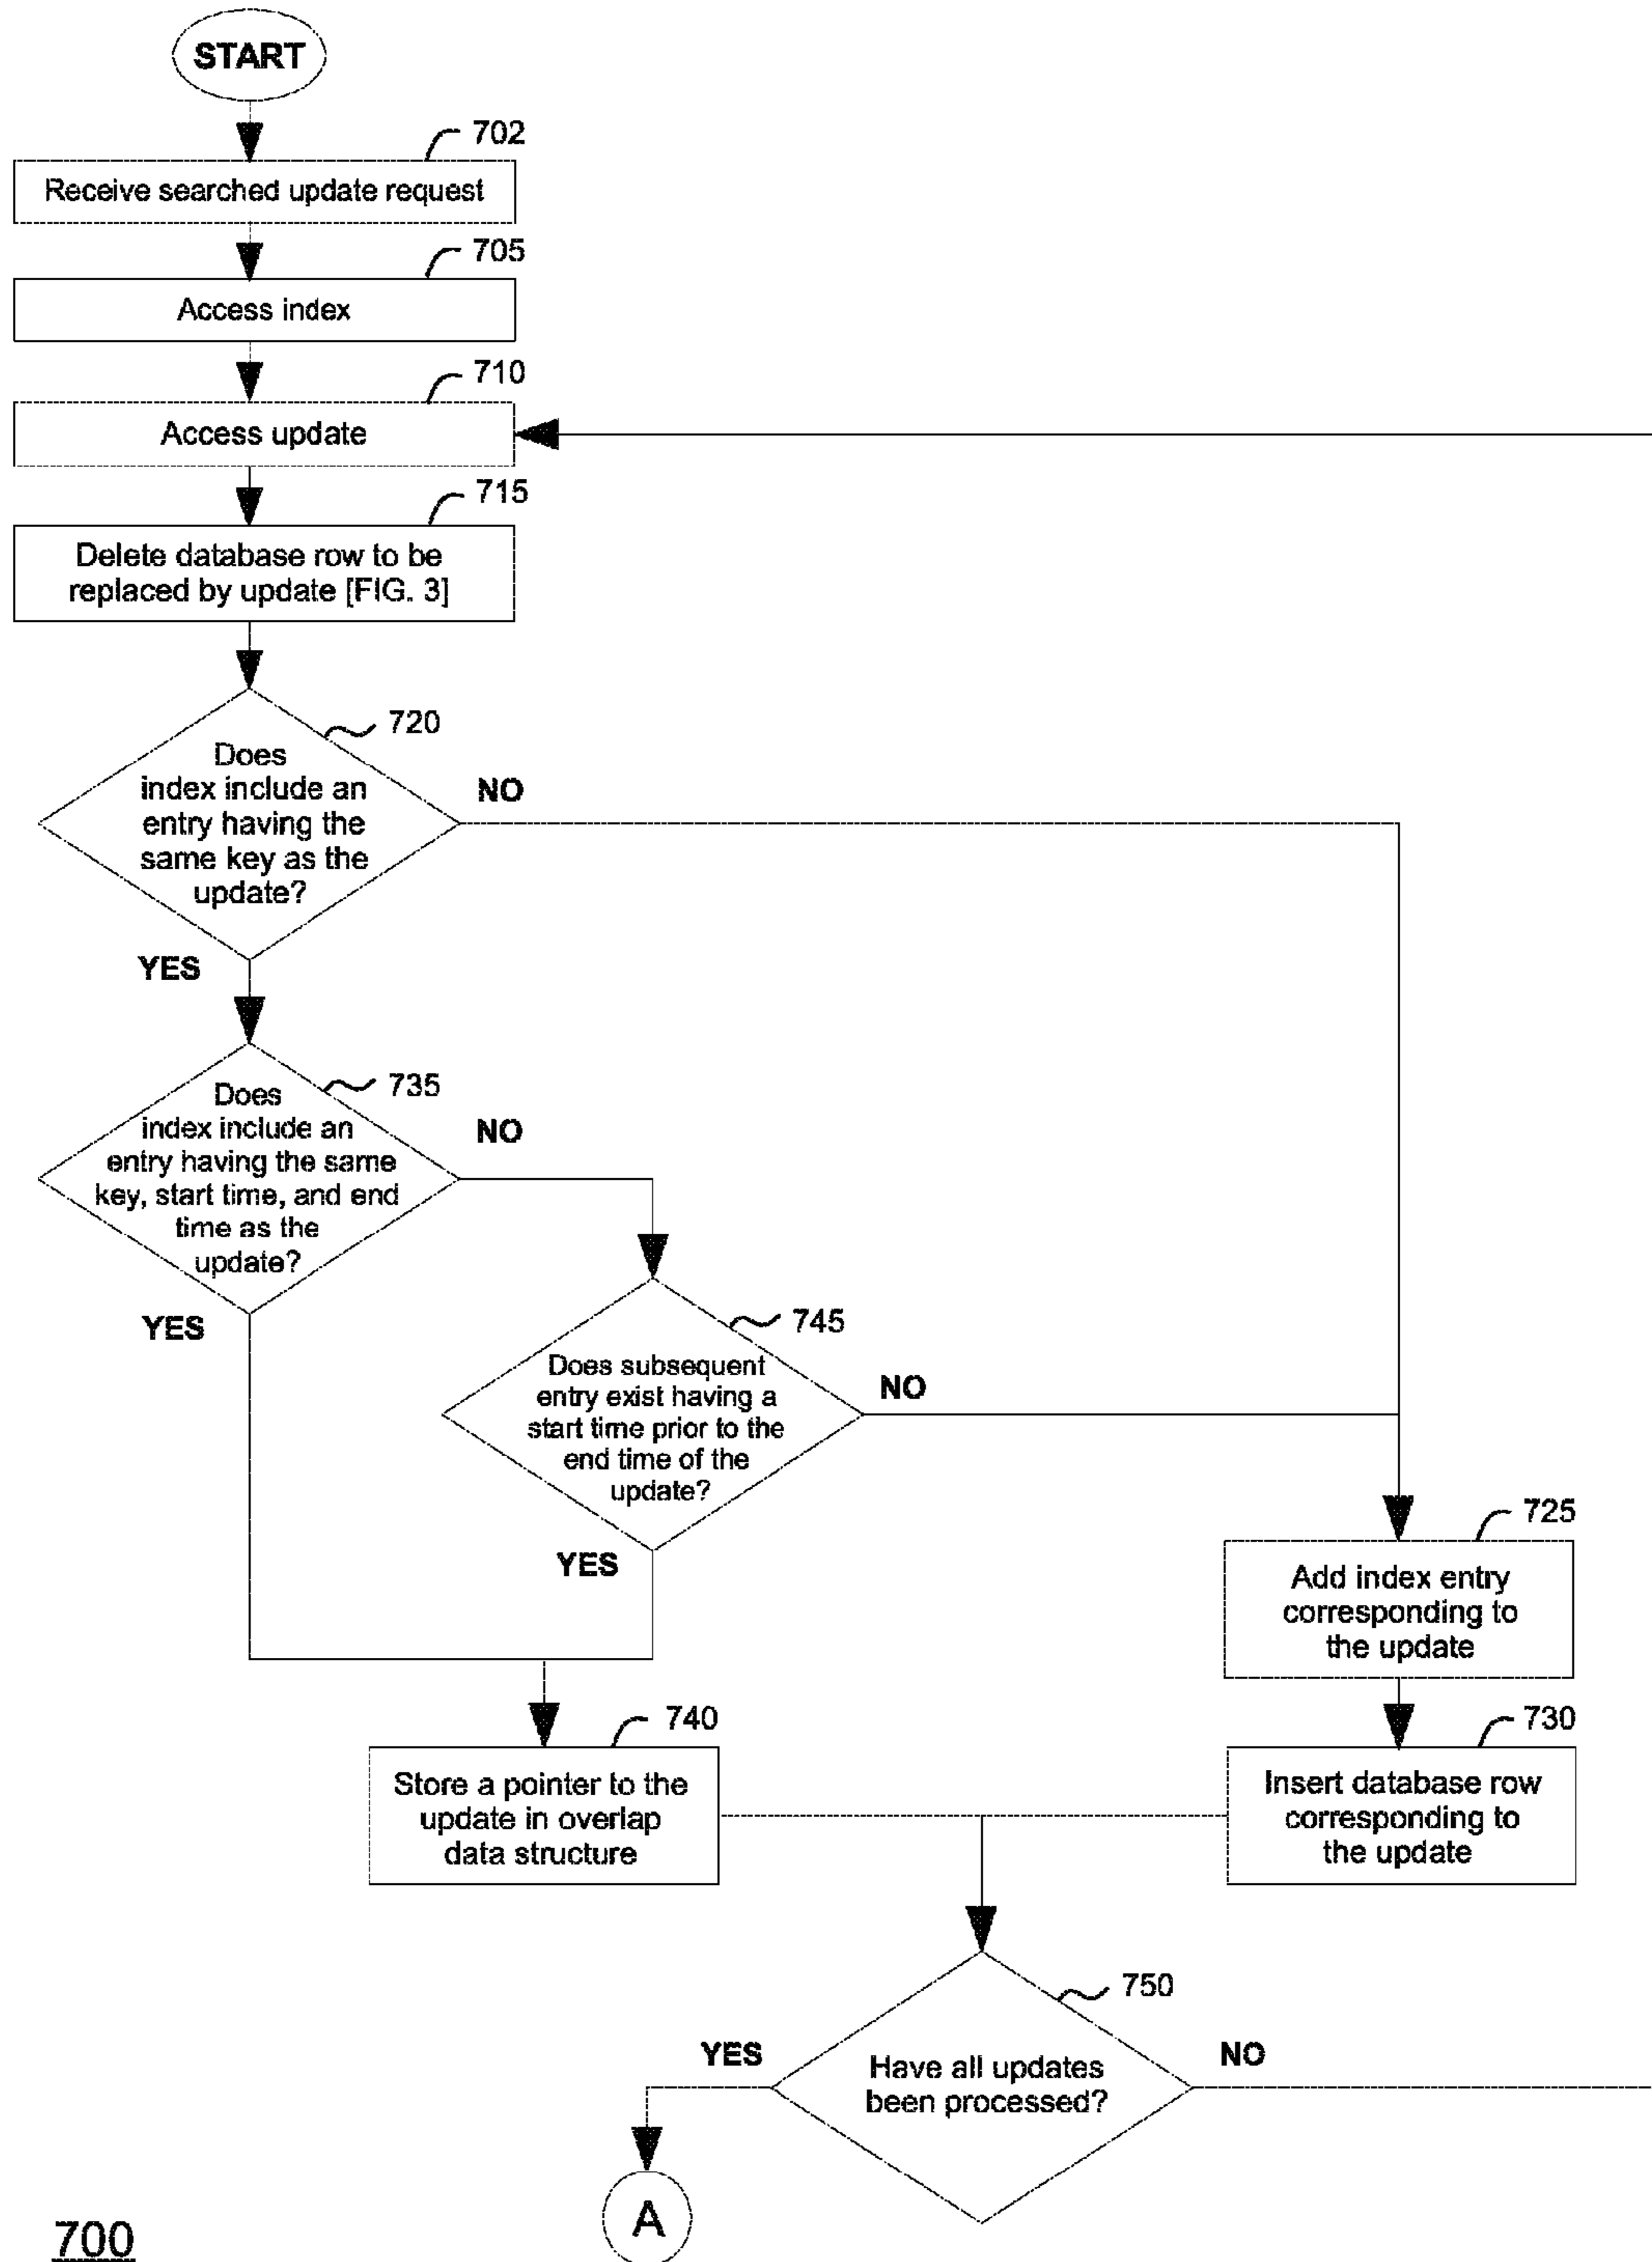 START
702
Receive searched update request
705
Access index
710
Access update
715
Delete database row to be
replaced by update [FIG. 3]
720
Does
index include an
entry having the
same key as the
update?
NO
YES
735
Does
index include an
entry having the same
key, start time, and end
time as the
update?
NO
YES
745
Does subsequent
entry exist having a
start time prior to the
end time of the
update?
NO
YES
725
Add index entry
corresponding to
the update
740
Store a pointer to the
update in overlap
data structure
730
Insert database row
corresponding to
the update
750
Have all updates
been processed?
YES
NO
A
700